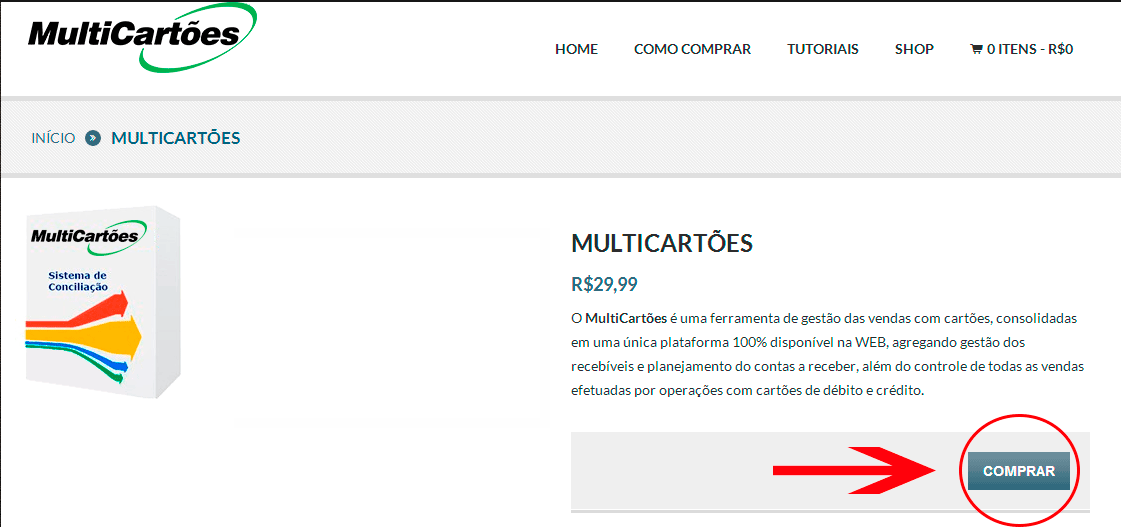 MultiCartões
HOME COMO COMPRAR TUTORIAIS SHOP 0 ITENS - R$0
INÍCIO » MULTICARTÕES
MultiCartões
Sistema de
Conciliação
MULTICARTÕES
R$29,99
O MultiCartões é uma ferramenta de gestão das vendas com cartões, consolidadas
em uma única plataforma 100% disponível na WEB, agregando gestão dos
recebíveis e planejamento do contas a receber, além do controle de todas as vendas
efetuadas por operações com cartões de débito e crédito.
COMPRAR